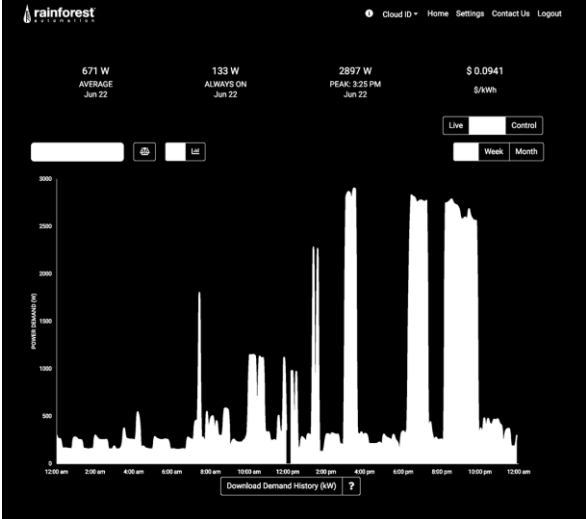 rainforest
automation
Cloud ID Home Settings Contact Us Logout
671 W
AVERAGE
Jun 22
133 W
ALWAYS ON
Jun 22
2897 W
PEAK: 3:25 PM
Jun 22
$ 0.0941
$/kWh
Live Control
Week Month
POWER DEMAND (W)
3000
2500
2000
1500
1000
500
0
12:00 am 2:00 am 4:00 am 6:00 am 8:00 am 10:00 am 12:00 pm 2:00 pm 4:00 pm 6:00 pm 8:00 pm 10:00 pm 12:00 am
Download Demand History (kW) ?